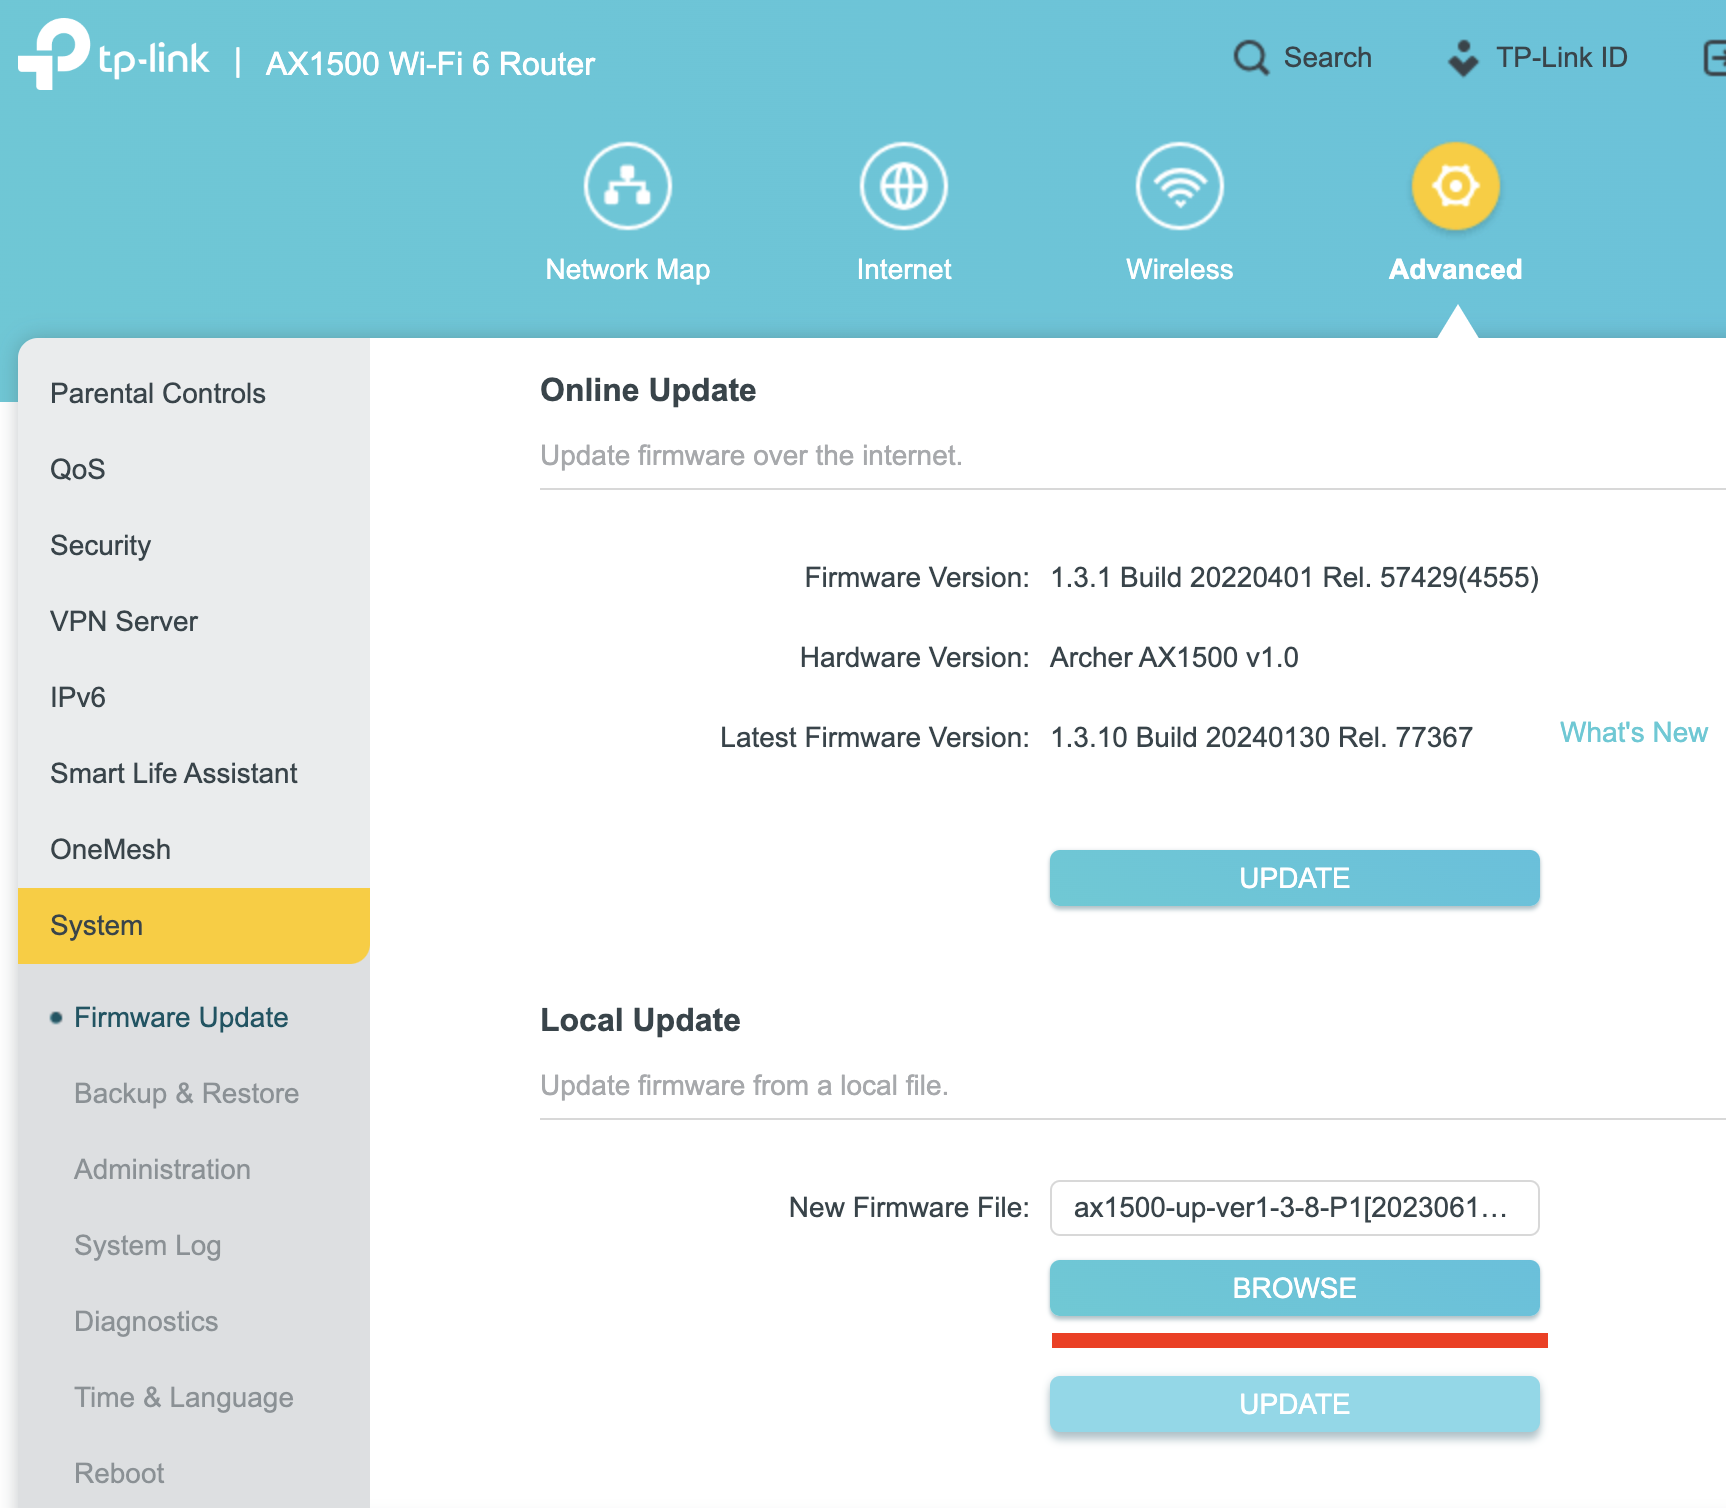 tp-link | AX1500 Wi-Fi 6 Router
Search
TP-Link ID
Network Map
Internet
Wireless
Advanced
Parental Controls
QoS
Security
VPN Server
IPv6
Smart Life Assistant
OneMesh
System
Firmware Update
Backup & Restore
Administration
System Log
Diagnostics
Time & Language
Reboot
Online Update
Update firmware over the internet.
Firmware Version: 1.3.1 Build 20220401 Rel. 57429(4555)
Hardware Version: Archer AX1500 v1.0
Latest Firmware Version: 1.3.10 Build 20240130 Rel. 77367 What's New
UPDATE
Local Update
Update firmware from a local file.
New Firmware File: ax1500-up-ver1-3-8-P1[2023061...
BROWSE
UPDATE